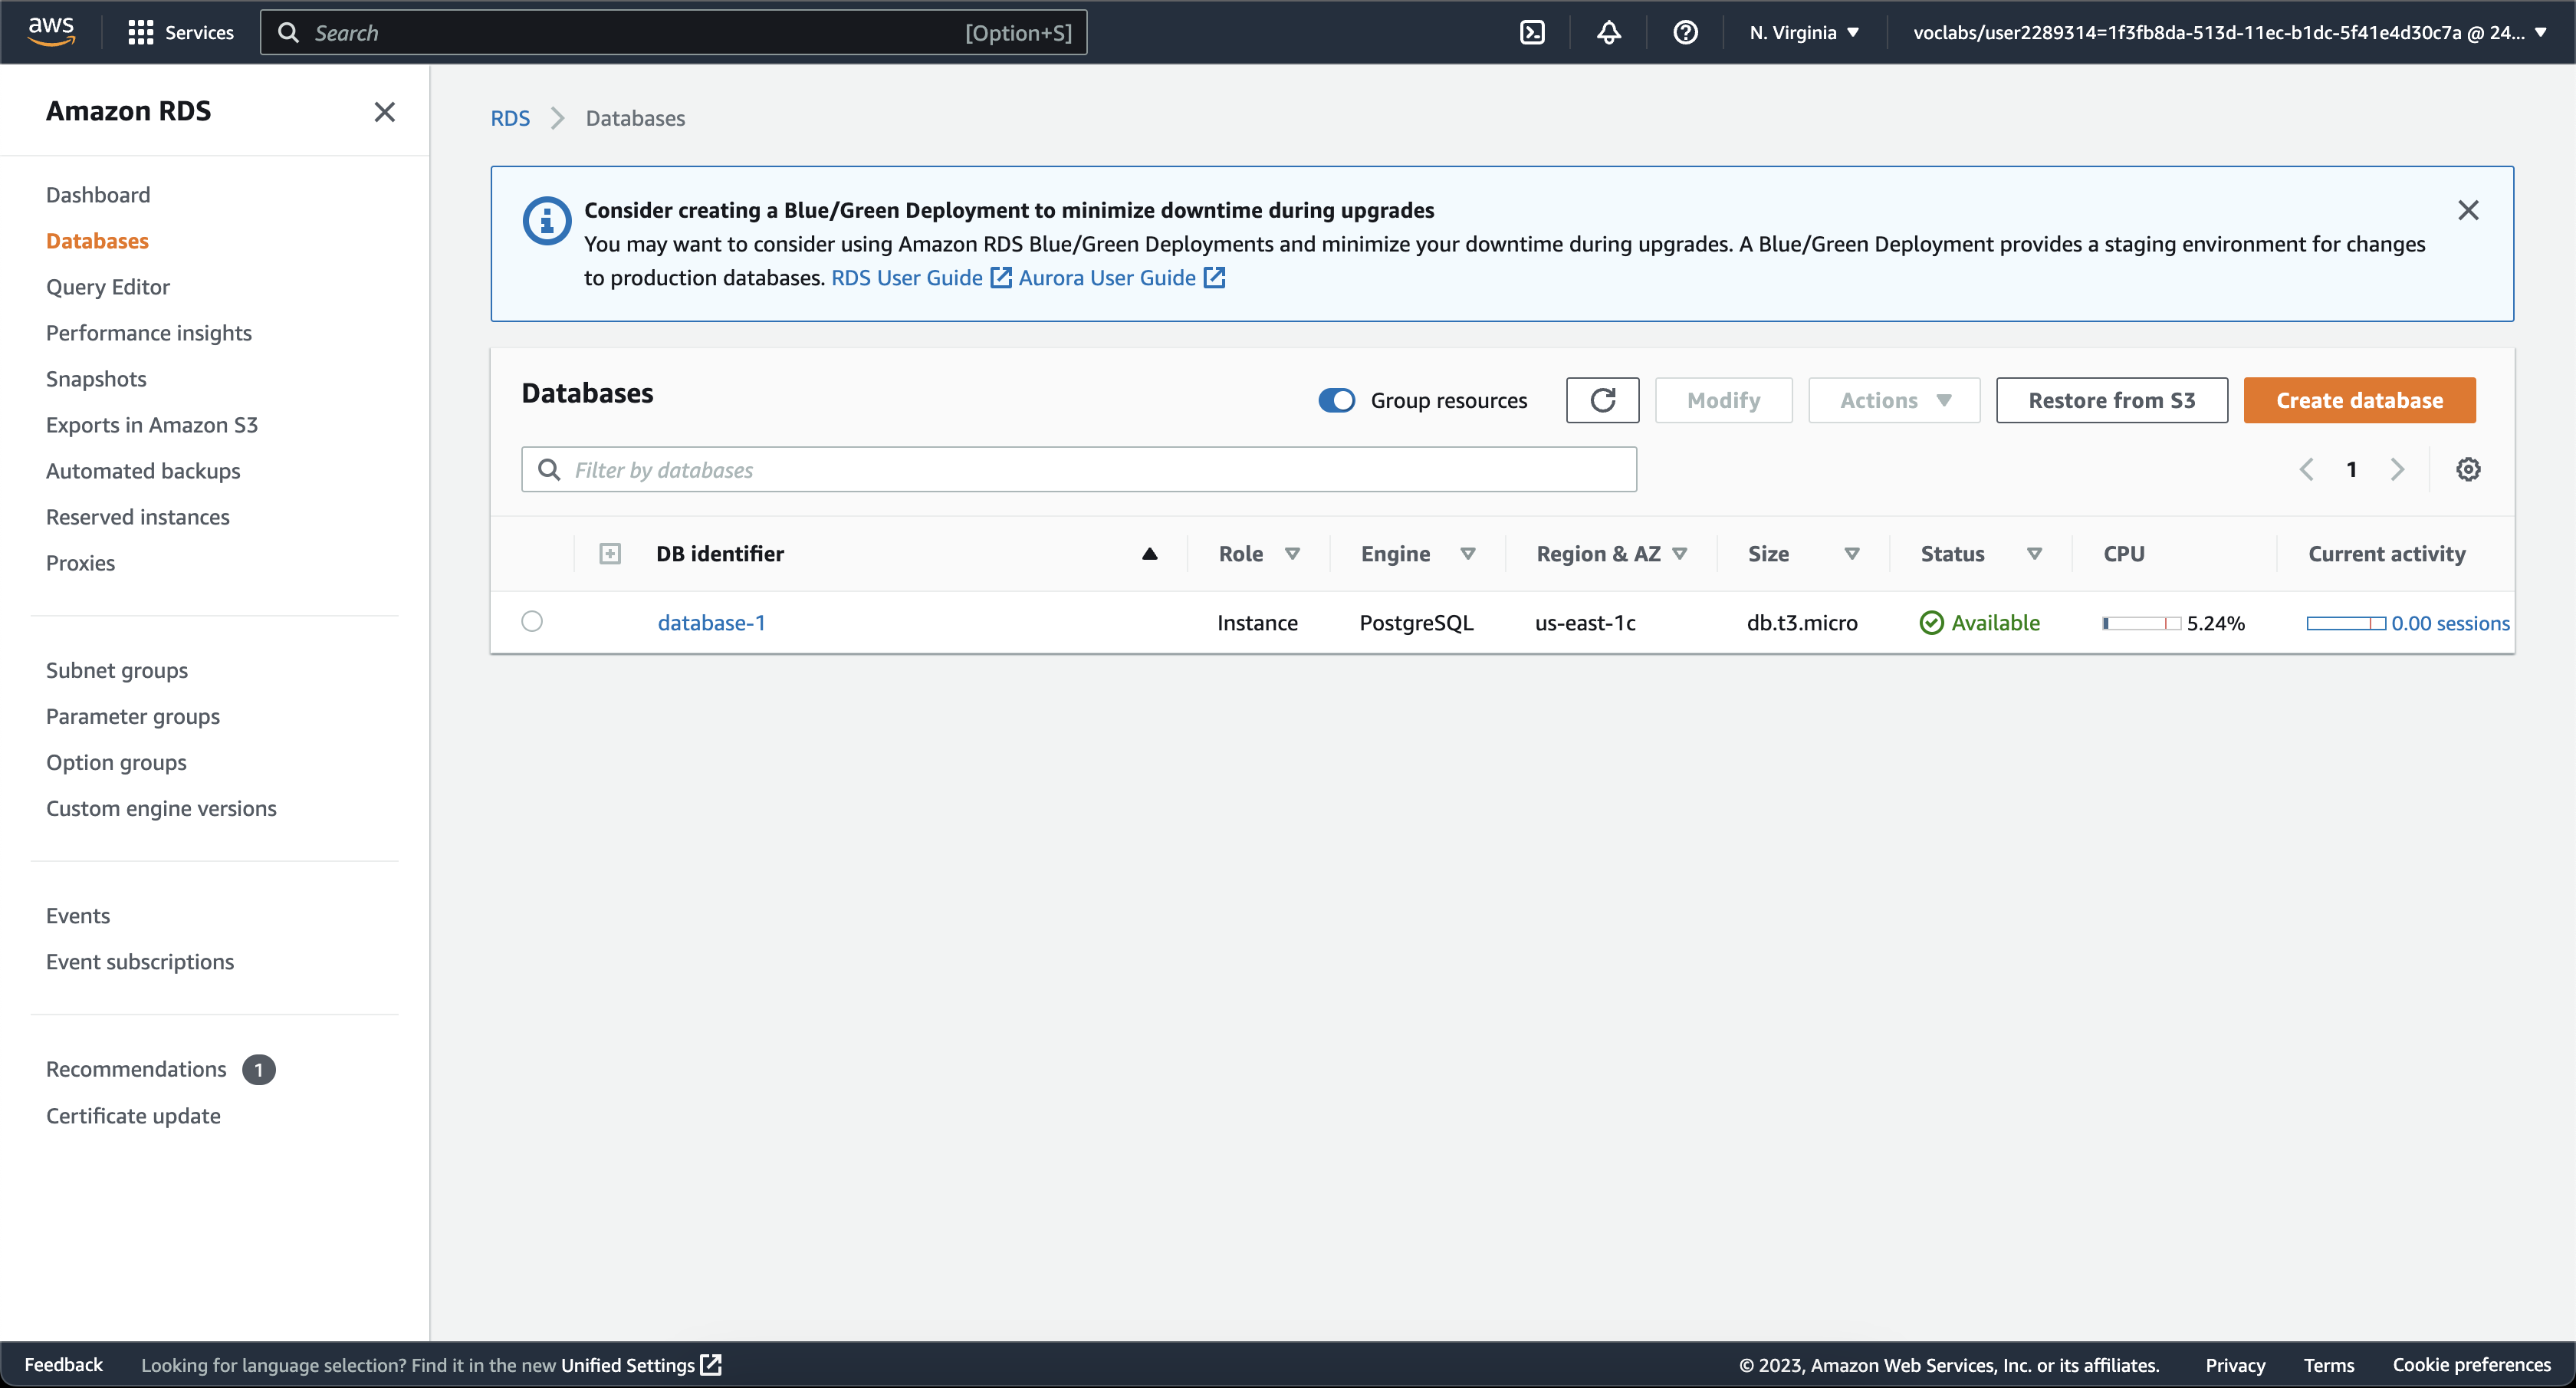 aws
Services
Search
[Option+S]
N. Virginia
voclabs/user2289314=1f3fb8da-513d-11ec-b1dc-5f41e4d30c7a @ 24...
Amazon RDS
Dashboard
Databases
Query Editor
Performance insights
Snapshots
Exports in Amazon S3
Automated backups
Reserved instances
Proxies
Subnet groups
Parameter groups
Option groups
Custom engine versions
Events
Event subscriptions
Recommendations 1
Certificate update
RDS > Databases
Consider creating a Blue/Green Deployment to minimize downtime during upgrades
You may want to consider using Amazon RDS Blue/Green Deployments and minimize your downtime during upgrades. A Blue/Green Deployment provides a staging environment for changes
to production databases. RDS User Guide Aurora User Guide
Databases
Group resources
Modify
Actions
Restore from S3
Create database
Filter by databases
1
DB identifier Role Engine Region & AZ Size Status CPU Current activity
database-1 Instance PostgreSQL us-east-1c db.t3.micro Available 5.24% 0.00 sessions
Feedback
Looking for language selection? Find it in the new Unified Settings
© 2023, Amazon Web Services, Inc. or its affiliates.
Privacy
Terms
Cookie preferences